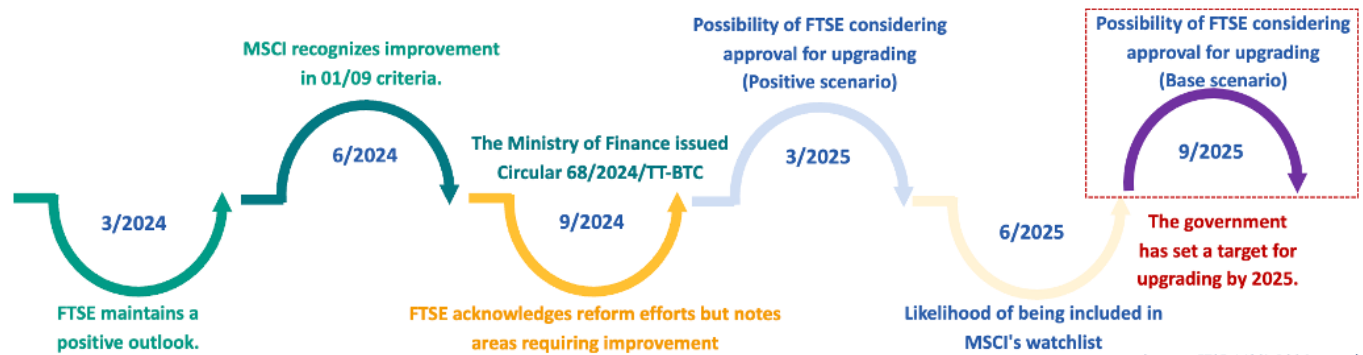 3/2024
FTSE maintains a
positive outlook.
MSCI recognizes improvement
in 01/09 criteria.
6/2024
The Ministry of Finance issued
Circular 68/2024/TT-BTC
9/2024
FTSE acknowledges reform efforts but notes
areas requiring improvement
Possibility of FTSE considering
approval for upgrading
(Positive scenario)
3/2025
6/2025
Likelihood of being included in
MSCI's watchlist
Possibility of FTSE considering
approval for upgrading
(Base scenario)
9/2025
The government
has set a target for
upgrading by 2025.